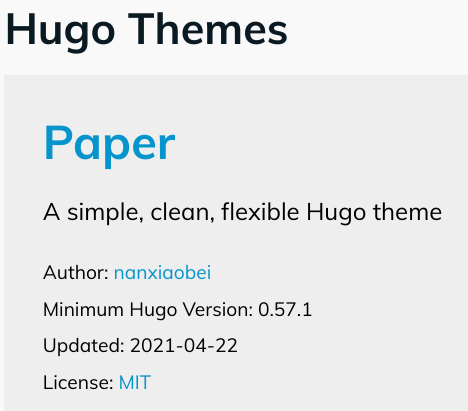 Hugo Themes
Paper
A simple, clean, flexible Hugo theme
Author: nanxiaobei
Minimum Hugo Version: 0.57.1
Updated: 2021-04-22
License: MIT